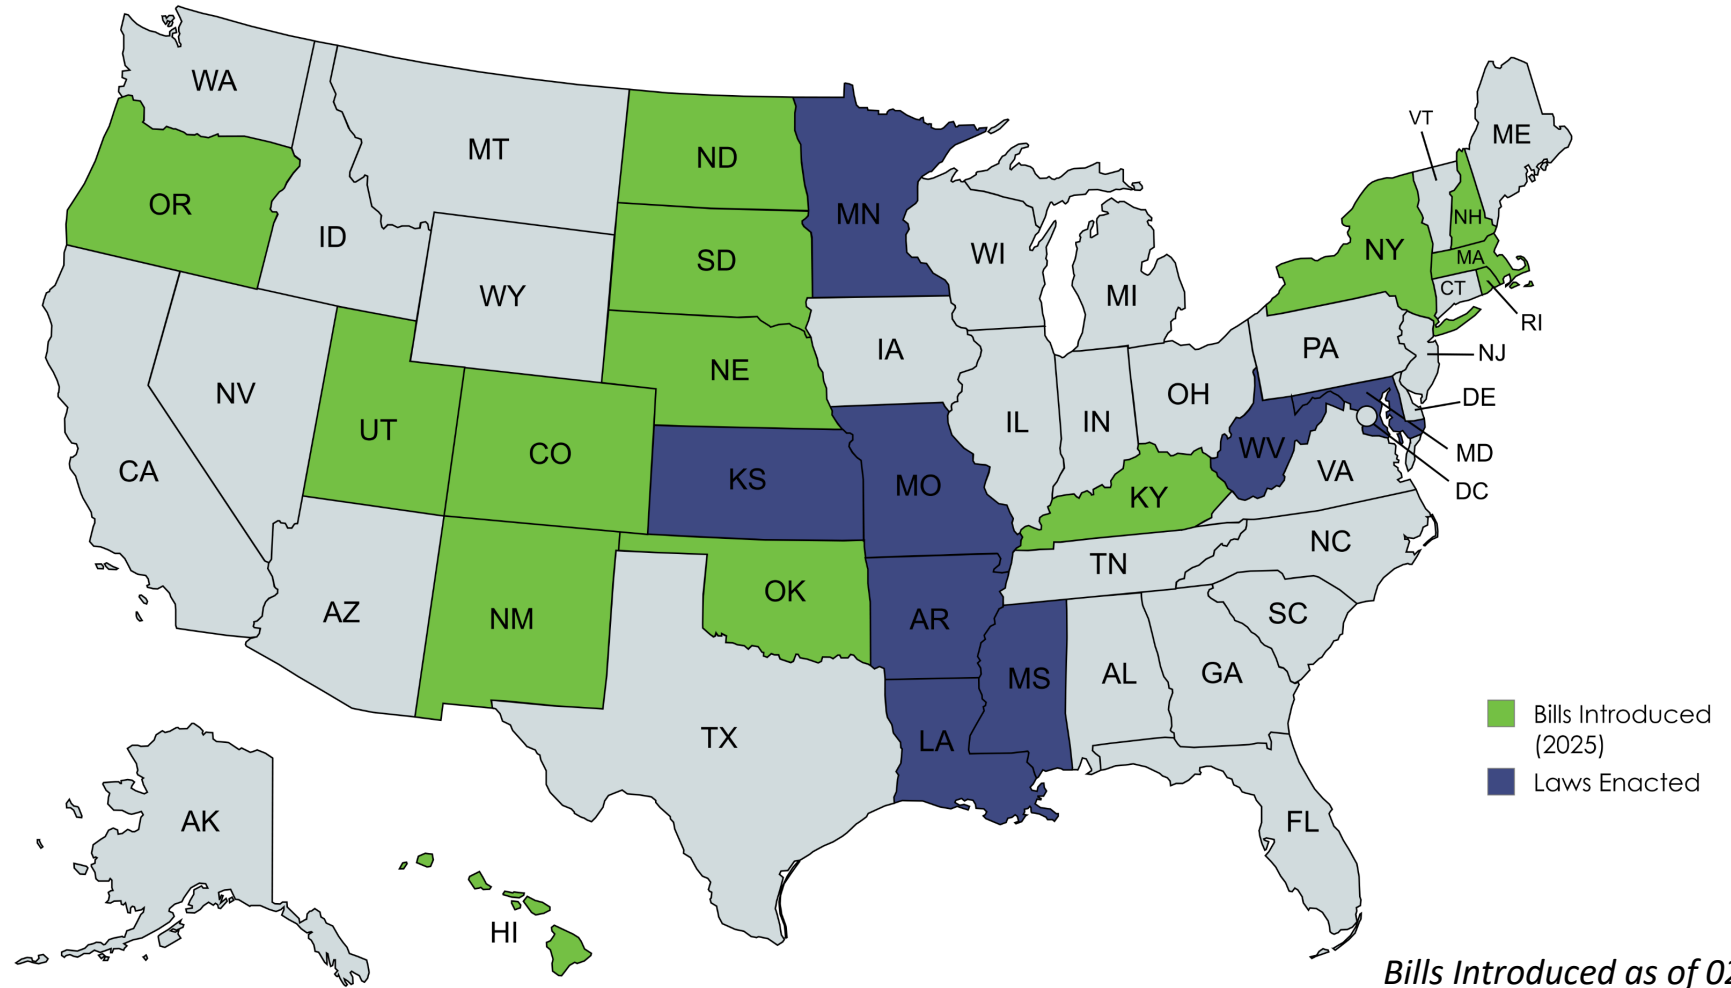 WA
MT
ND
MN
VT
ME
OR
ID
SD
WI
NY
NH
MA
WY
MI
CT
RI
IA
NE
PA
NJ
NV
UT
CO
OH
DE
IL
IN
CA
KS
MO
WV
VA
MD
KY
DC
NC
TN
AZ
NM
OK
AR
SC
MS
AL
GA
TX
LA
AK
FL
HI
Bills Introduced
(2025)
Laws Enacted
Bills Introduced as of